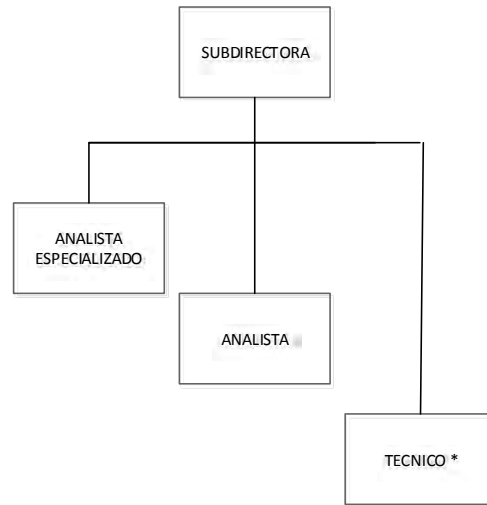 SUBDIRECTORA
ANALISTA
ESPECIALIZADO
ANALISTA
TECNICO *